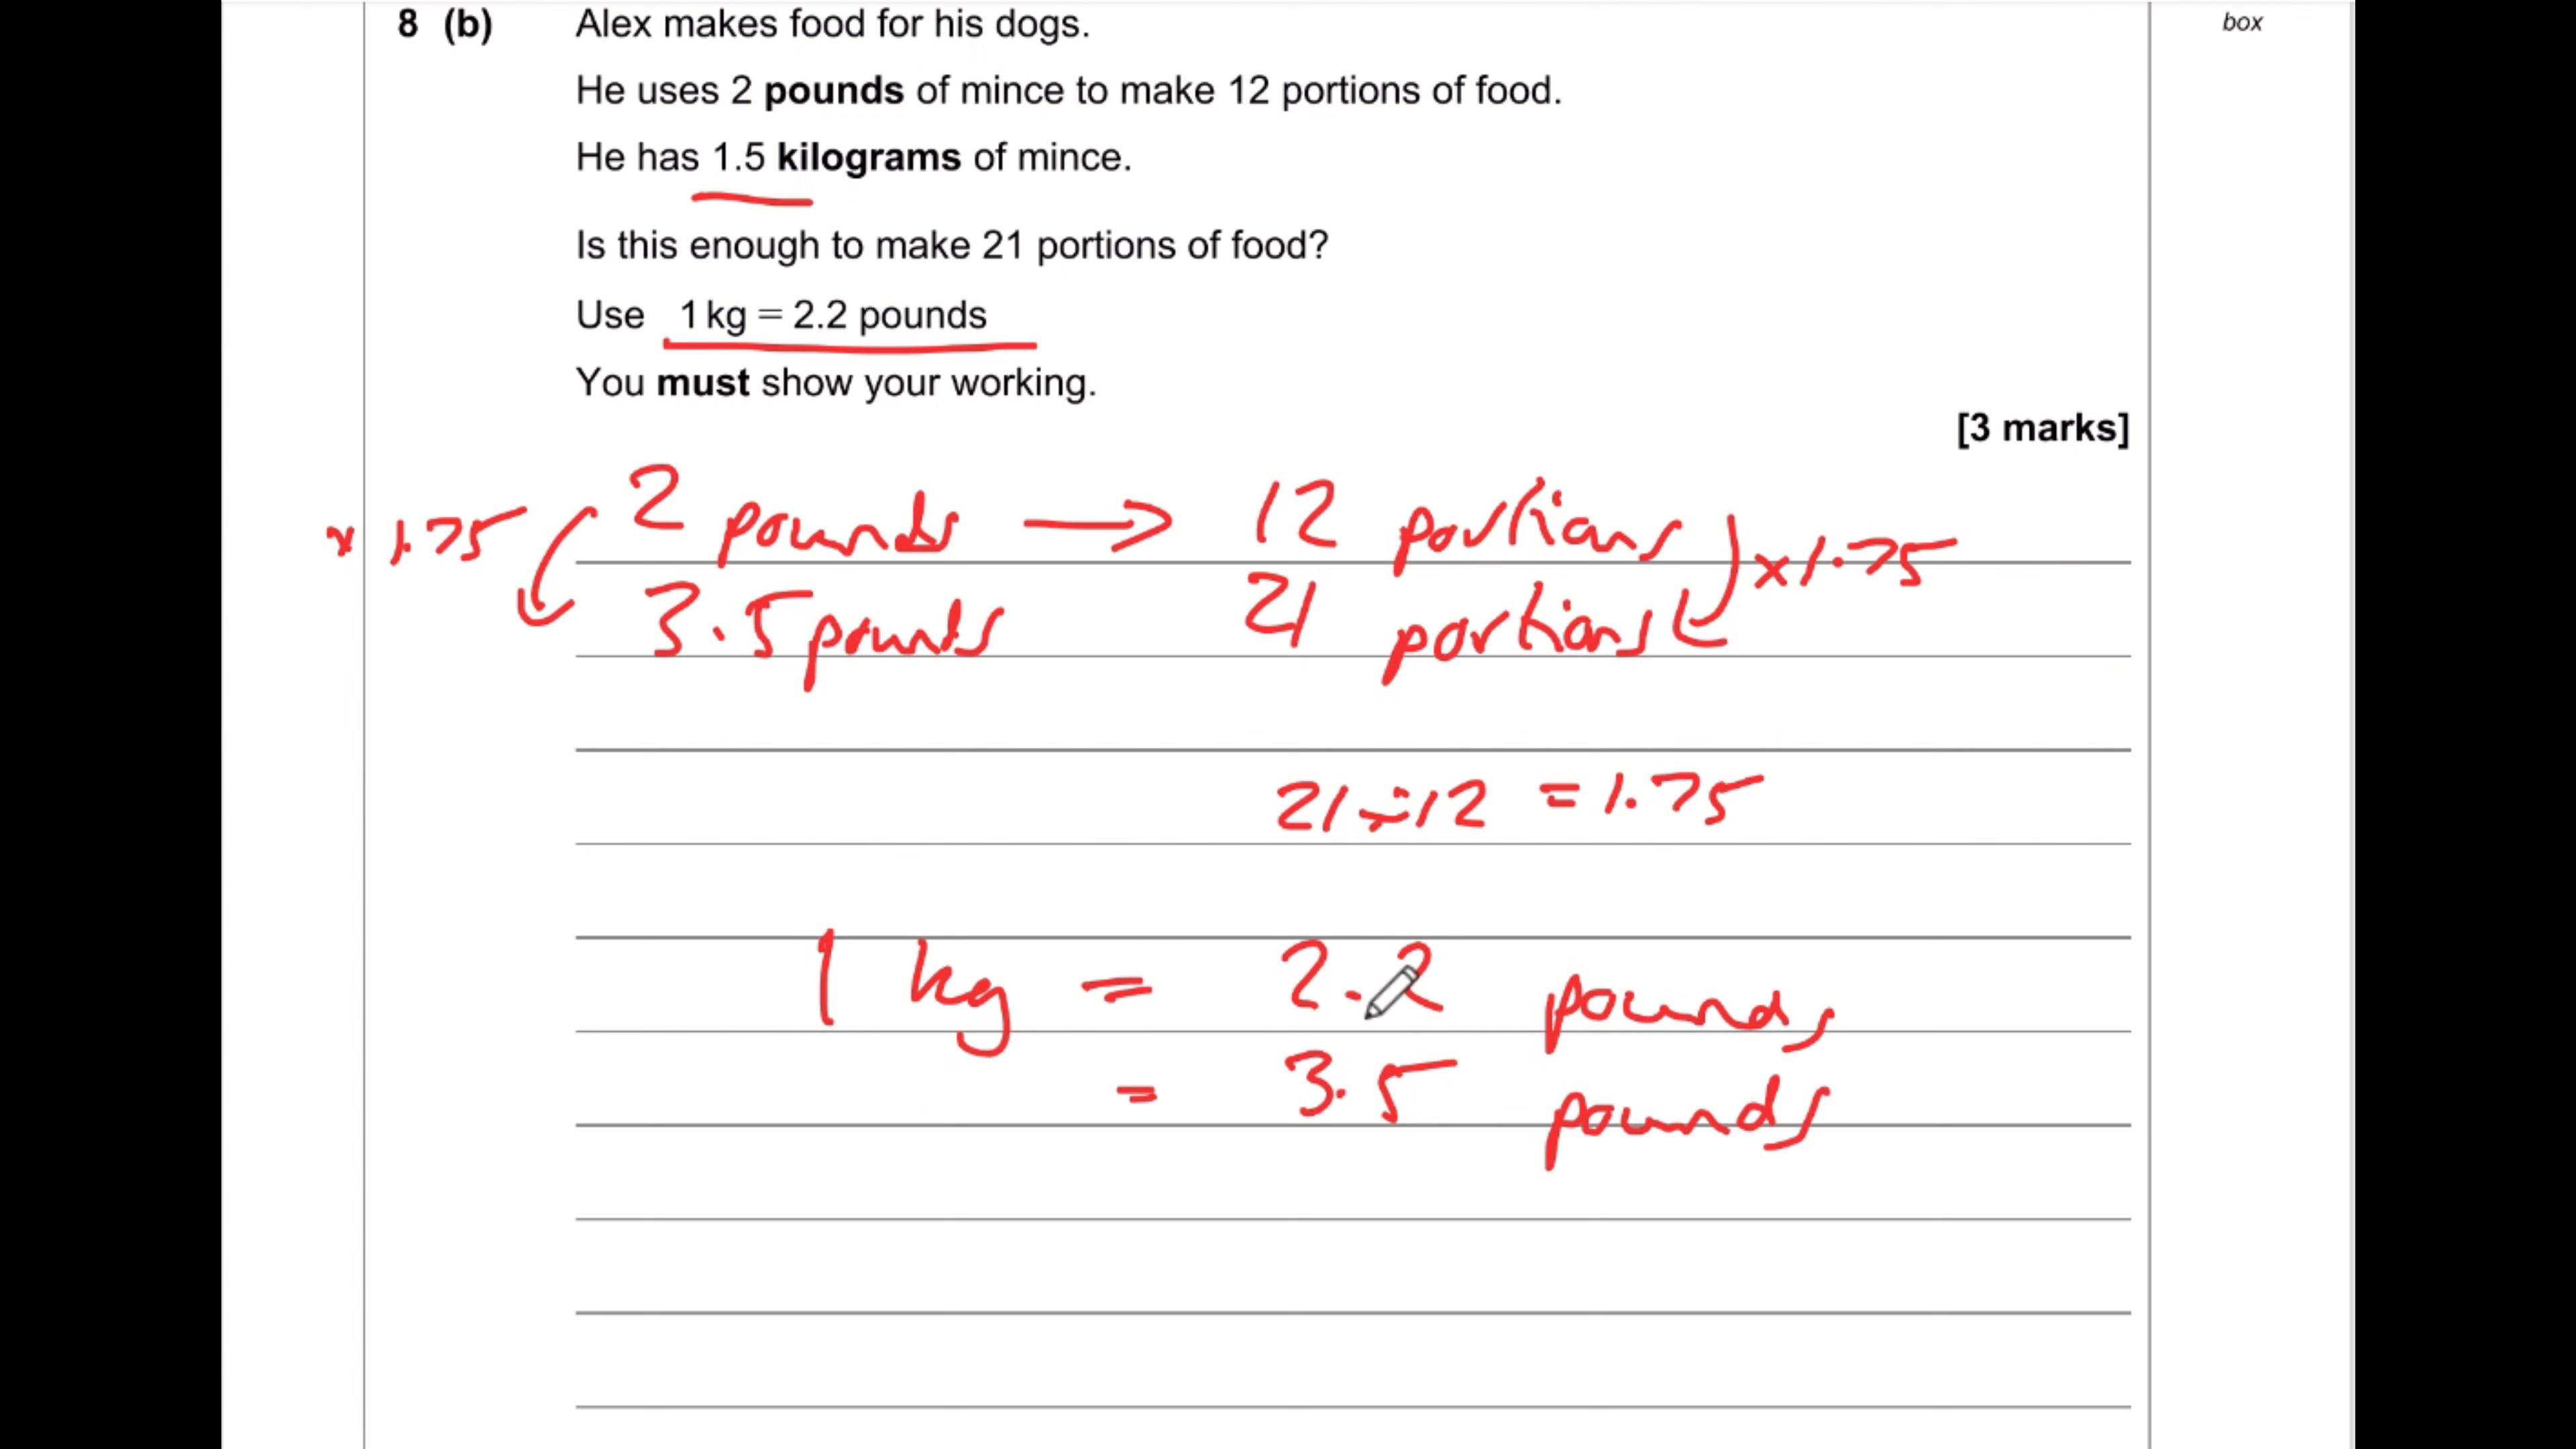 box
8 (b) Alex makes food for his dogs.
He uses 2 pounds of mince to make 12 portions of food.
He has 1.5 kilograms of mince.
Is this enough to make 21 portions of food?
Use 1 kg = 2.2 pounds
You must show your working.
[3 marks]
x 1.75 2 pounds → 12 portions x 1.75
3.5 pounds 21 portions
21 ÷ 12 = 1.75
1 kg = 2.2 pounds
= 3.5 pounds